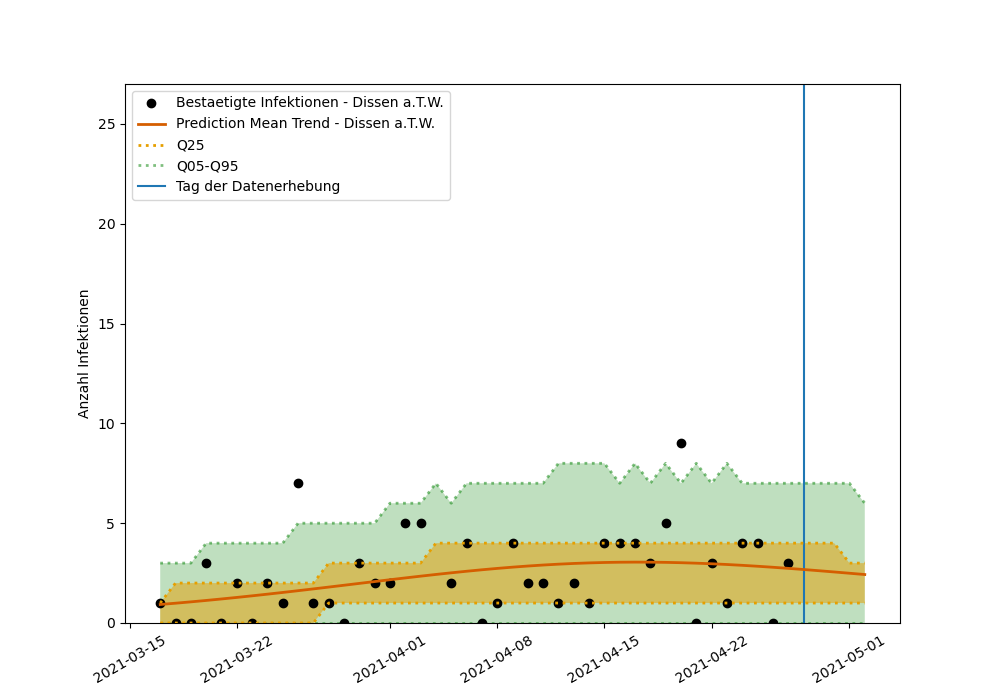 Bestaetigte Infektionen - Dissen a.T.W.
Prediction Mean Trend - Dissen a.T.W.
Q25
Q05-Q95
Tag der Datenerhebung
Anzahl Infektionen
25
20
15
10
5
0
2021-03-15
2021-03-22
2021-04-01
2021-04-08
2021-04-15
2021-04-22
2021-05-01